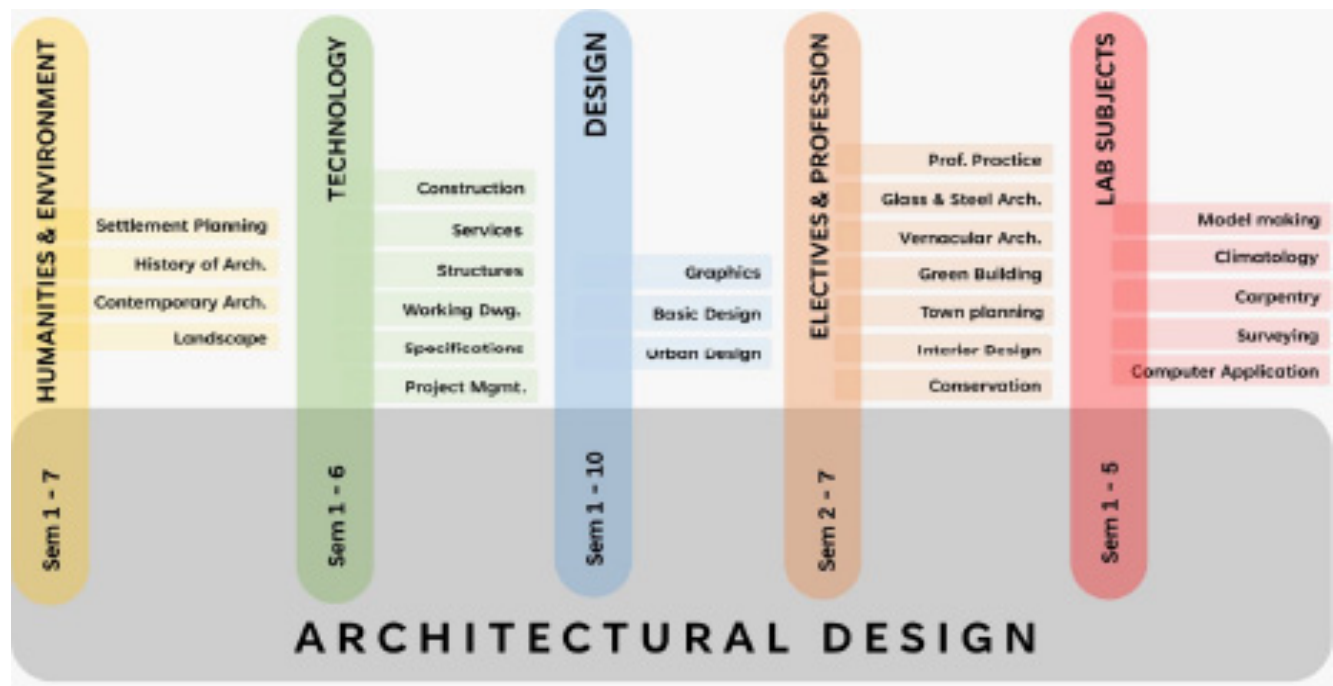 HUMANITIES & ENVIRONMENT
Settlement Planning
History of Arch.
Contemporary Arch.
Landscape
Sem 1 - 7
TECHNOLOGY
Construction
Services
Structures
Working Dwg.
Specifications
Project Mgmt.
Sem 1 - 6
DESIGN
Graphics
Basic Design
Urban Design
Sem 1 - 10
ELECTIVES & PROFESSION
Prof. Practice
Glass & Steel Arch.
Vernacular Arch.
Green Building
Town planning
Interior Design
Conservation
Sem 2 - 7
LAB SUBJECTS
Model making
Climatology
Carpentry
Surveying
Computer Application
Sem 1 - 5
ARCHITECTURAL DESIGN